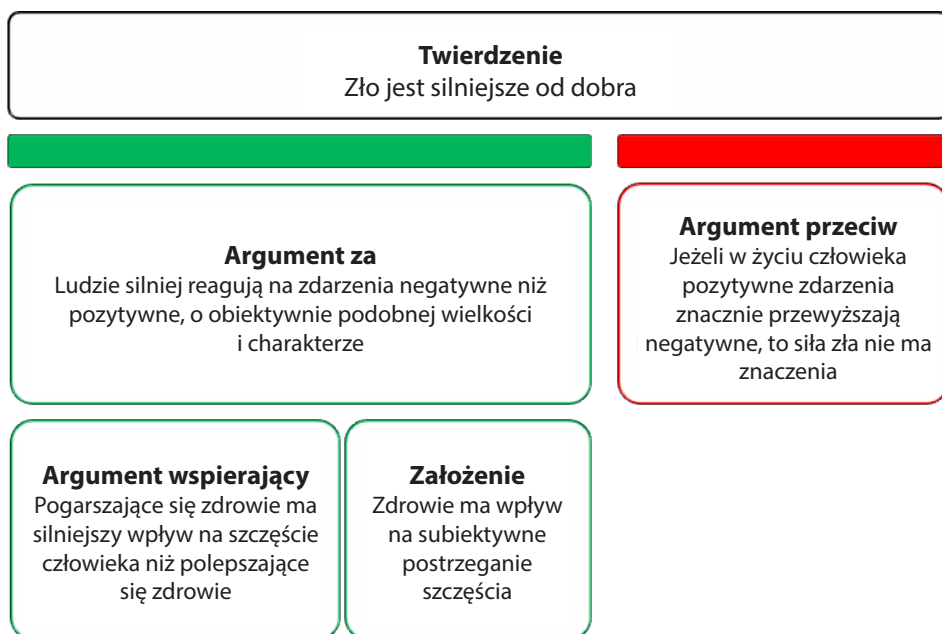 Twierdzenie
Zło jest silniejsze od dobra
Argument za
Ludzie silniej reagują na zdarzenia negatywne niż
pozytywne, o obiektywnie podobnej wielkości
i charakterze
Argument przeciw
Jeżeli w życiu człowieka
pozytywne zdarzenia
znacznie przewyższają
negatywne, to siła zła nie ma
znaczenia
Argument wspierający
Pogarszające się zdrowie ma
silniejszy wpływ na szczęście
człowieka niż polepszające
się zdrowie
Założenie
Zdrowie ma wpływ
na subiektywne
postrzeganie
szczęścia